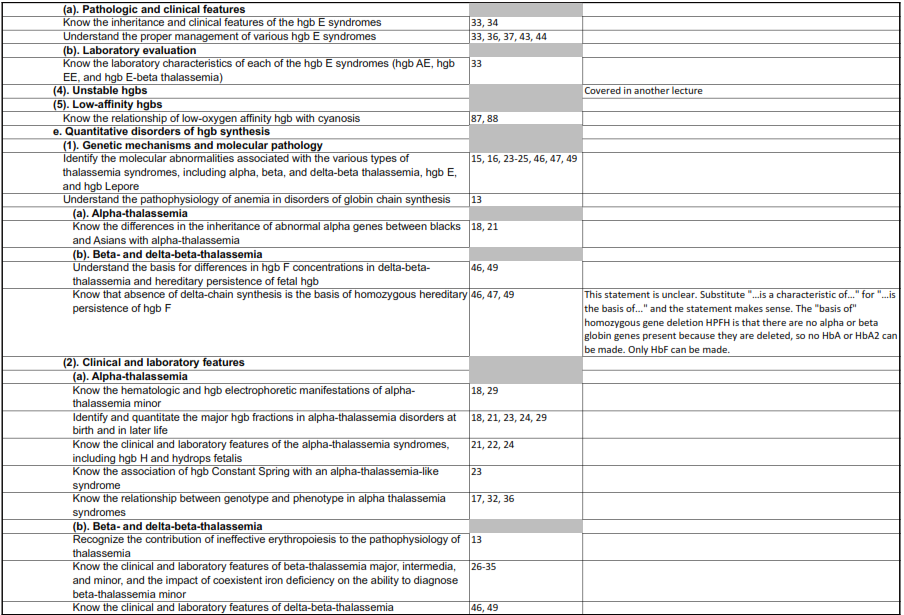 (a). Pathologic and clinical features
Know the inheritance and clinical features of the hgb E syndromes 33, 34
Understand the proper management of various hgb E syndromes 33, 36, 37, 43, 44
(b). Laboratory evaluation
Know the laboratory characteristics of each of the hgb E syndromes (hgb AE, hgb 33
EE, and hgb E-beta thalassemia)
(4). Unstable hgbs Covered in another lecture
(5). Low-affinity hgbs
Know the relationship of low-oxygen affinity hgb with cyanosis 87, 88
e. Quantitative disorders of hgb synthesis
(1). Genetic mechanisms and molecular pathology
Identify the molecular abnormalities associated with the various types of 15, 16, 23-25, 46, 47, 49
thalassemia syndromes, including alpha, beta, and delta-beta thalassemia, hgb E,
and hgb Lepore
Understand the pathophysiology of anemia in disorders of globin chain synthesis 13
(a). Alpha-thalassemia
Know the differences in the inheritance of abnormal alpha genes between blacks 18, 21
and Asians with alpha-thalassemia
(b). Beta- and delta-beta-thalassemia
Understand the basis for differences in hgb F concentrations in delta-beta- 46, 49
thalassemia and hereditary persistence of fetal hgb
Know that absence of delta-chain synthesis is the basis of homozygous hereditary 46, 47, 49 This statement is unclear. Substitute "...is a characteristic of..." for "...is
persistence of hgb F the basis of..." and the statement makes sense. The "basis of"
homozygous gene deletion HPFH is that there are no alpha or beta
globin genes present because they are deleted, so no HbA or HbA2 can
be made. Only HbF can be made.
(2). Clinical and laboratory features
(a). Alpha-thalassemia
Know the hematologic and hgb electrophoretic manifestations of alpha- 18, 29
thalassemia minor
Identify and quantitate the major hgb fractions in alpha-thalassemia disorders at 18, 21, 23, 24, 29
birth and in later life
Know the clinical and laboratory features of the alpha-thalassemia syndromes, 21, 22, 24
including hgb H and hydrops fetalis
Know the association of hgb Constant Spring with an alpha-thalassemia-like 23
syndrome
Know the relationship between genotype and phenotype in alpha thalassemia 17, 32, 36
syndromes
(b). Beta- and delta-beta-thalassemia
Recognize the contribution of ineffective erythropoiesis to the pathophysiology of 13
thalassemia
Know the clinical and laboratory features of beta-thalassemia major, intermedia, 26-35
and minor, and the impact of coexistent iron deficiency on the ability to diagnose
beta-thalassemia minor
Know the clinical and laboratory features of delta-beta-thalassemia 46, 49